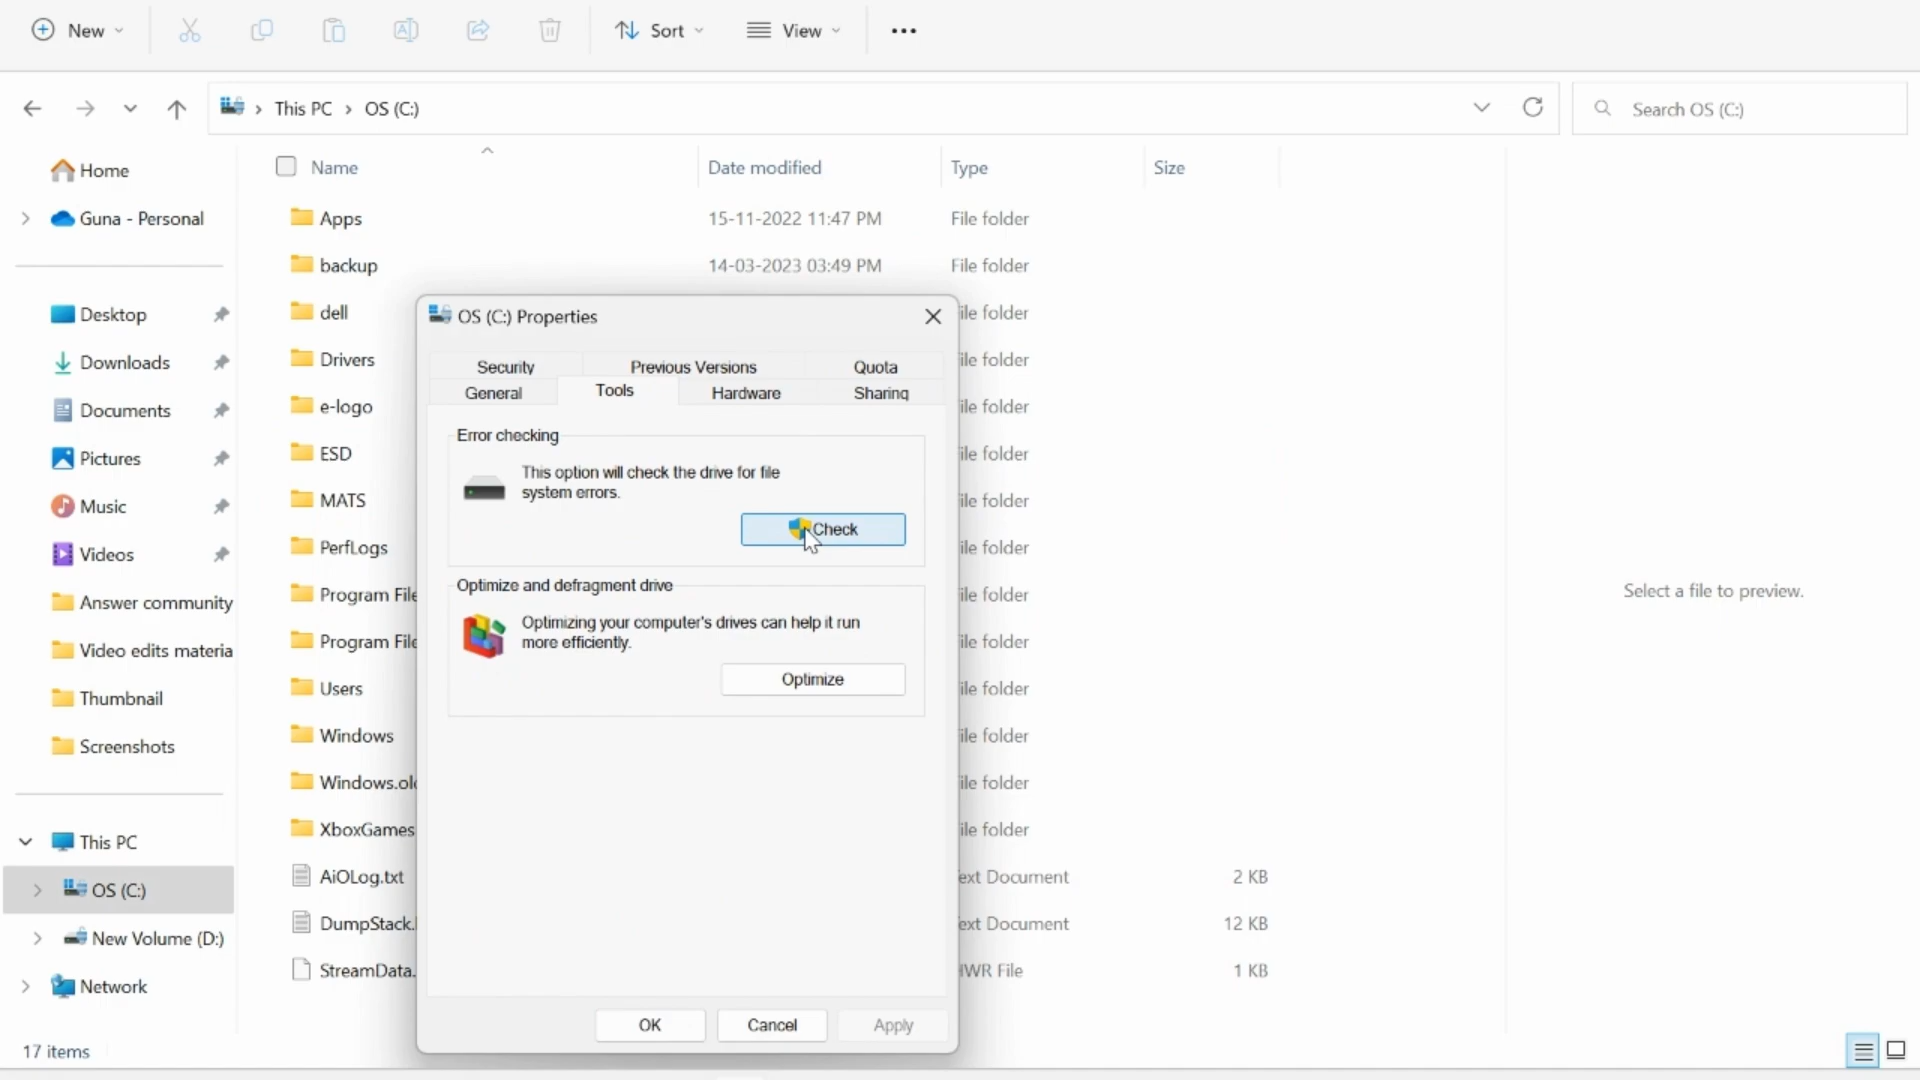 New
Sort
View
This PC
OS (C:)
Search OS (C:)
Home
Guna - Personal
Desktop
Downloads
Documents
Pictures
Music
Videos
Answer community
Video edits materia
Thumbnail
Screenshots
This PC
OS (C:)
New Volume (D:)
Network
17 items
Name Date modified Type Size
Apps 15-11-2022 11:47 PM File folder
backup 14-03-2023 03:49 PM File folder
dell ile folder
Drivers ile folder
e-logo ile folder
ESD ile folder
MATS ile folder
PerfLogs ile folder
Program File ile folder
Program File ile folder
Users ile folder
Windows ile folder
Windows.old ile folder
XboxGames ile folder
AiOLog.txt ext Document 2 KB
DumpStack. ext Document 12 KB
StreamData. HWR File 1 KB
OS (C:) Properties
Security Previous Versions Quota
General Tools Hardware Sharing
Error checking
This option will check the drive for file
system errors.
Check
Optimize and defragment drive
Optimizing your computer's drives can help it run
more efficiently.
Optimize
OK Cancel Apply
Select a file to preview.